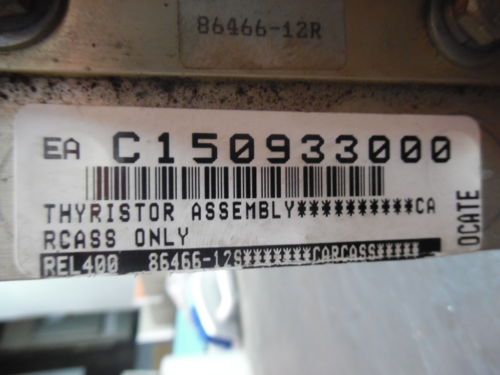 86466-12R
EA C150933000
THYRISTOR ASSEMBLY**********CA
RCASS ONLY
REL400 86466-12S*******CARCASS*****
OCATE